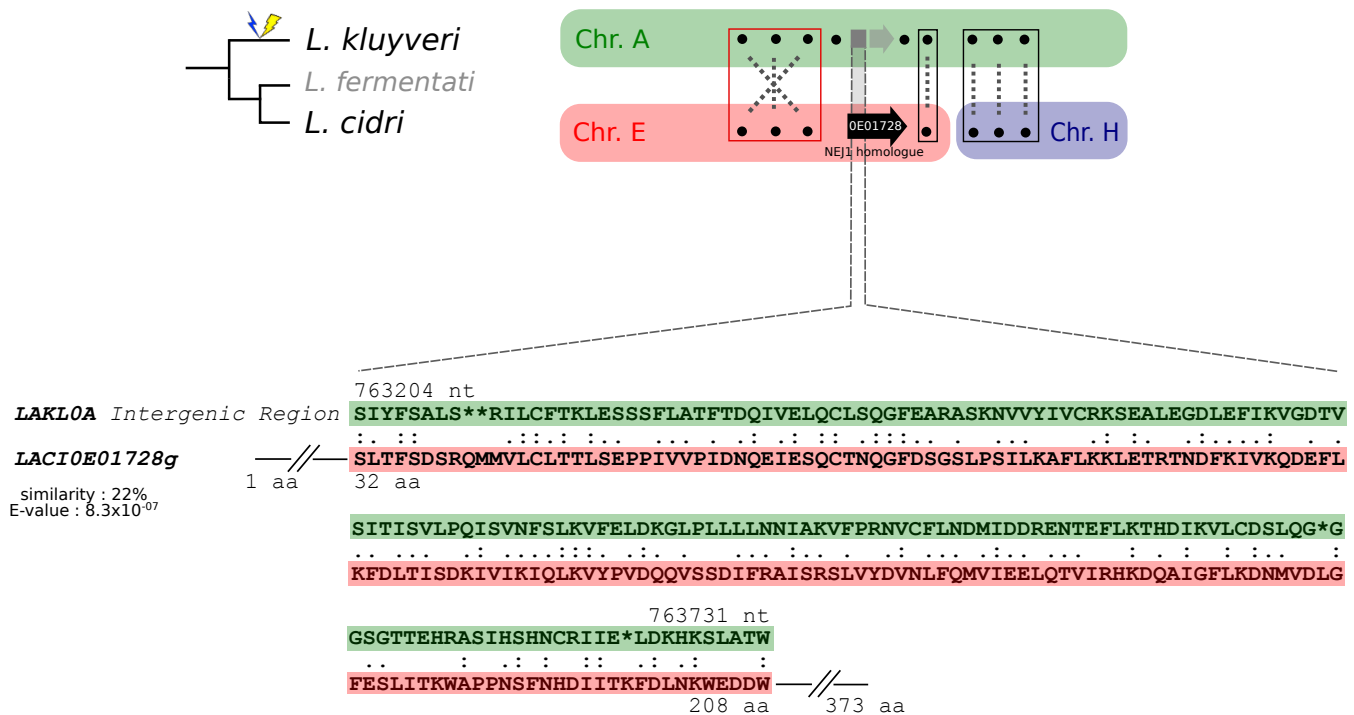 L. kluyveri
L. fermentati
L. cidri
Chr. A
Chr. E
0E01728
NEJ1 homologue
Chr. H
763204 nt
LAKL0A Intergenic Region SIYFSALS**RILCFTKLESSSFLATFTDQIVELQCLSQGFEARASKNVVYIVCRKSEALEGDLEFIKVGDTV
LACI0E01728g SLTFSDSRQMMVLCLTTLSEPPIVVPIDNQEIESQCTNQGFDSGSLPSILKAFLKKLETRTNDFKIVKQDEFL
1 aa 32 aa
similarity : 22%
E-value : 8.3x10-07
SITISVLPQISVNFSLKVFELDKGLPLLLLNNIAKVFPRNVCFLNDMIDDRENTEFLKTHDIKVLCDSLQG*G
KFDLTISDKIVIKIQLKVYPVDQQVSSDIFRAISRSLVYDVNLFQMVIEELQTVIRHKDQAIGFLKDNMVDLG
763731 nt
GSGTTEHRASIHSHNCRIIE*LDKHKSLATW
FESLITKWAPPNSFNHDIITKFDLNKWEDDW
208 aa 373 aa